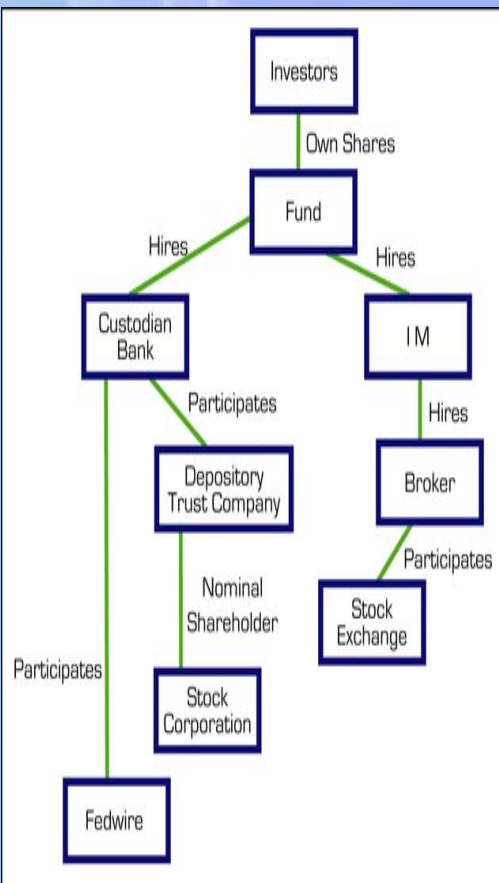 Investors
Own Shares
Fund
Hires
Hires
Custodian
Bank
I M
Participates
Hires
Depository
Trust Company
Broker
Participates
Nominal
Shareholder
Stock
Exchange
Participates
Stock
Corporation
Fedwire